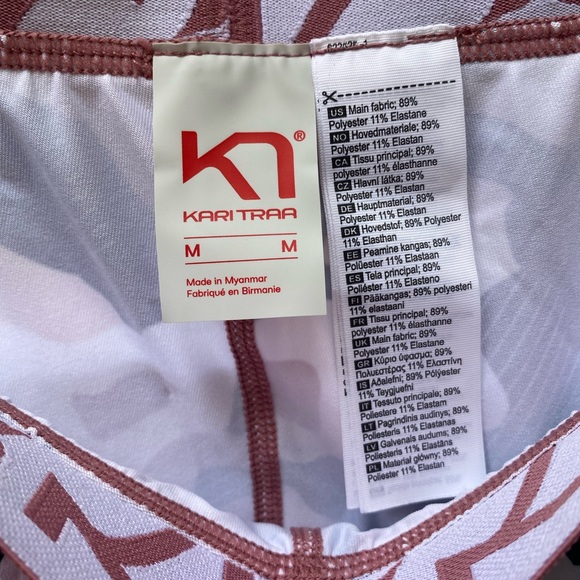 KARI TRAA
®
M M
Made in Myanmar
Fabriqué en Birmanie
US Main fabric; 89%
Polyester 11% Elastane
NO Hovedmateriale; 89%
Polyester 11% Elastan
CA Tissu principal; 89%
polyester 11% élasthanne
CZ Hlavní látka; 89%
Polyester 11% Elastan
DE Hauptmaterial; 89%
Polyester 11% Elastan
DK Hovedstof; 89% Polyester
11% Elasthan
EE Peamine kangas; 89%
Polüester 11% Elastaan
ES Tela principal; 89%
Poliéster 11% Elasteno
FI Pääkangas; 89% polyesteri
11% elastaani
FR Tissu principal; 89%
polyester 11% élasthanne
UK Main fabric; 89%
Polyester 11% Elastane
GR Κύριο ύφασμα; 89%
Πολυεστέρας 11% Ελαστίνη
IS Aðalefni; 89% Pólýester
11% Teygjuefni
IT Tessuto principale; 89%
Poliestere 11% Elastam
LT Pagrindinis audinys; 89%
Poliesteris 11% Elastanas
LV Galvenais audums; 89%
Poliesteris 11% Elastāns
PL Materiał główny; 89%
Poliester 11% Elastan